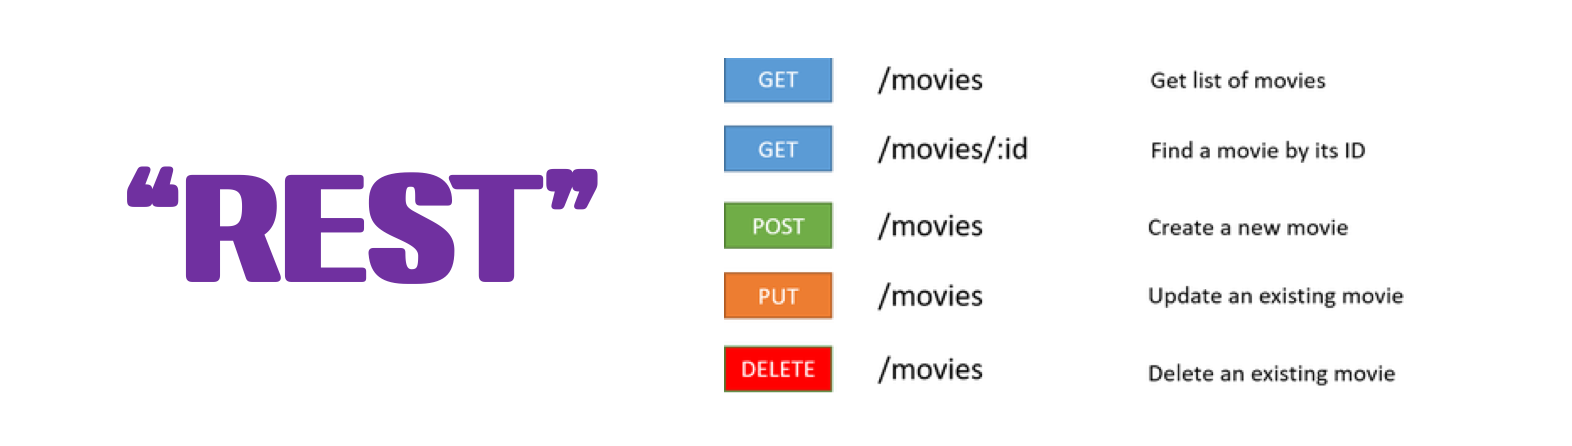 “REST”
GET /movies Get list of movies
GET /movies/:id Find a movie by its ID
POST /movies Create a new movie
PUT /movies Update an existing movie
DELETE /movies Delete an existing movie